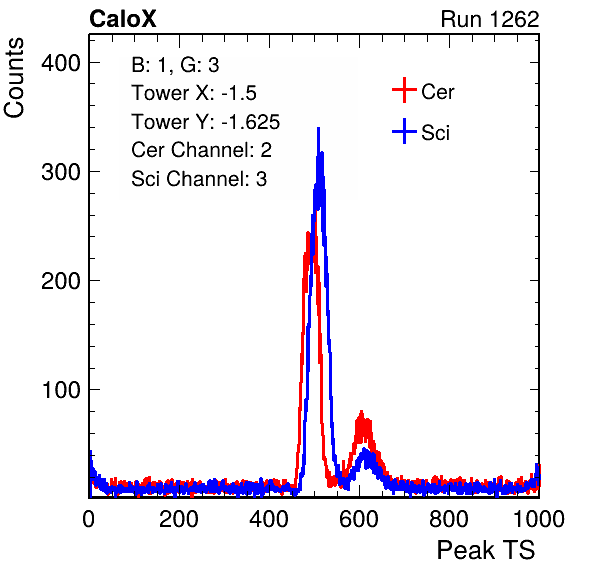 CaloX Run 1262
Counts
B: 1, G: 3
Tower X: -1.5
Tower Y: -1.625
Cer Channel: 2
Sci Channel: 3
Cer
Sci
400
300
200
100
0 200 400 600 800 1000
Peak TS